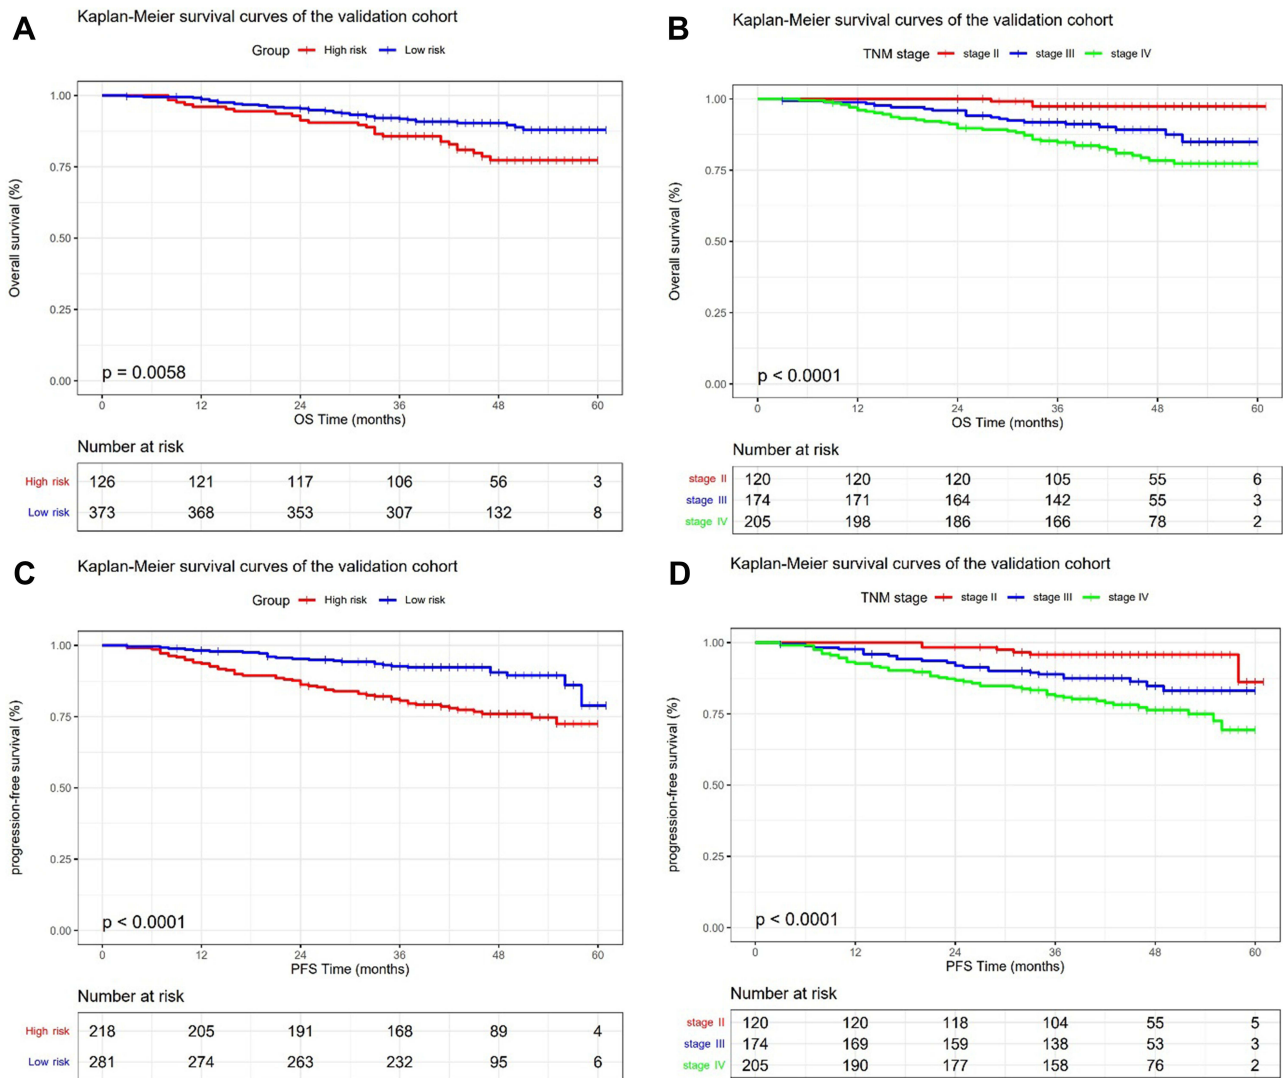 A
Kaplan-Meier survival curves of the validation cohort
Group High risk Low risk
Overall survival (%)
1.00
0.75
0.50
0.25
0.00
p = 0.0058
0 12 24 36 48 60
OS Time (months)
Number at risk
High risk 126 121 117 106 56 3
Low risk 373 368 353 307 132 8
B
Kaplan-Meier survival curves of the validation cohort
TNM stage stage II stage III stage IV
Overall survival (%)
1.00
0.75
0.50
0.25
0.00
p < 0.0001
0 12 24 36 48 60
OS Time (months)
Number at risk
stage II 120 120 120 105 55 6
stage III 174 171 164 142 55 3
stage IV 205 198 186 166 78 2
C
Kaplan-Meier survival curves of the validation cohort
Group High risk Low risk
progression-free survival (%)
1.00
0.75
0.50
0.25
0.00
p < 0.0001
0 12 24 36 48 60
PFS Time (months)
Number at risk
High risk 218 205 191 168 89 4
Low risk 281 274 263 232 95 6
D
Kaplan-Meier survival curves of the validation cohort
TNM stage stage II stage III stage IV
progression-free survival (%)
1.00
0.75
0.50
0.25
0.00
p < 0.0001
0 12 24 36 48 60
PFS Time (months)
Number at risk
stage II 120 120 118 104 55 5
stage III 174 169 159 138 53 3
stage IV 205 190 177 158 76 2